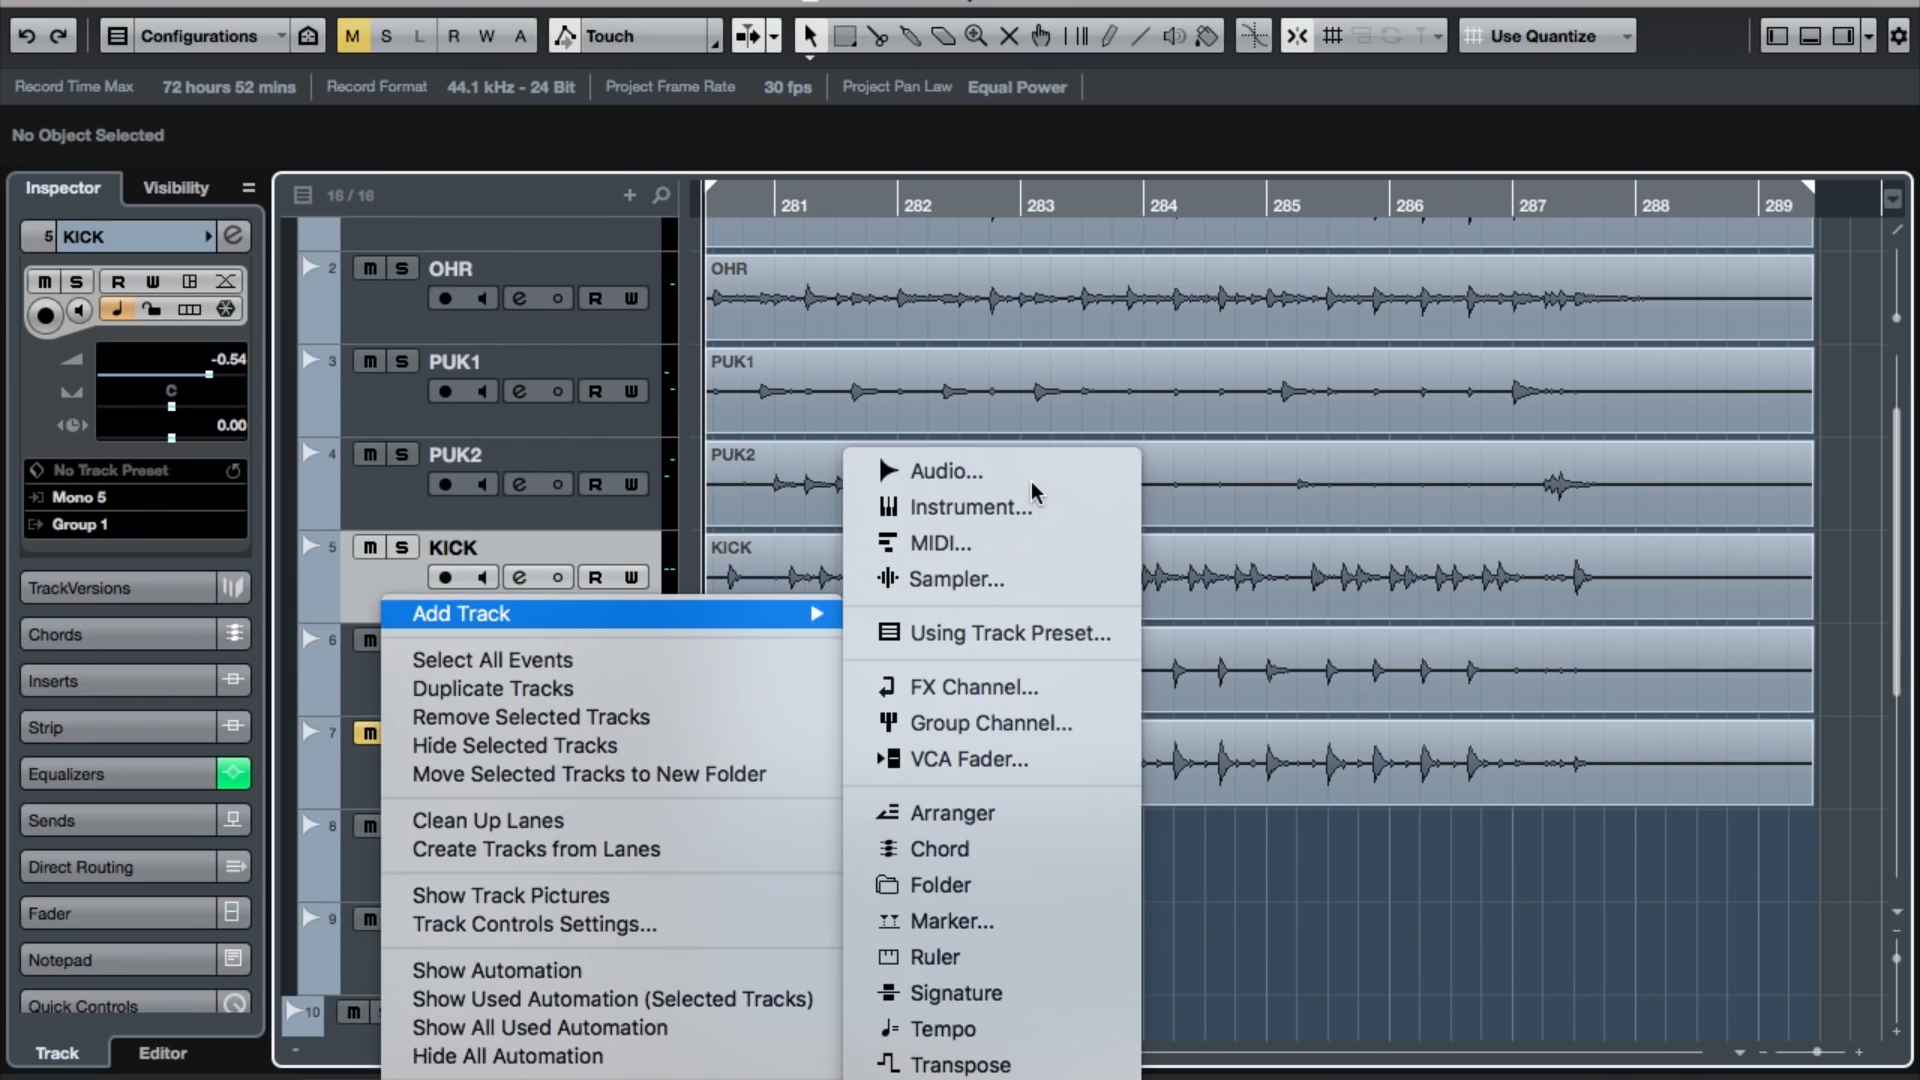 Configurations M S L R W A Touch Use Quantize
Record Time Max 72 hours 52 mins Record Format 44.1 kHz - 24 Bit Project Frame Rate 30 fps Project Pan Law Equal Power
No Object Selected
Inspector Visibility
16 / 16
281 282 283 284 285 286 287 288 289
5 KICK
M S R W
-0.54
C
0.00
No Track Preset
Mono 5
Group 1
TrackVersions
Chords
Inserts
Strip
Equalizers
Sends
Direct Routing
Fader
Notepad
Quick Controls
Track Editor
2 m S OHR
R W
3 m S PUK1
R W
4 m S PUK2
R W
5 m S KICK
R W
6 m
7 m
8 m
9 m
10 m
OHR
PUK1
PUK2
KICK
Add Track
Select All Events
Duplicate Tracks
Remove Selected Tracks
Hide Selected Tracks
Move Selected Tracks to New Folder
Clean Up Lanes
Create Tracks from Lanes
Show Track Pictures
Track Controls Settings...
Show Automation
Show Used Automation (Selected Tracks)
Show All Used Automation
Hide All Automation
Audio...
Instrument...
MIDI...
Sampler...
Using Track Preset...
FX Channel...
Group Channel...
VCA Fader...
Arranger
Chord
Folder
Marker...
Ruler
Signature
Tempo
Transpose